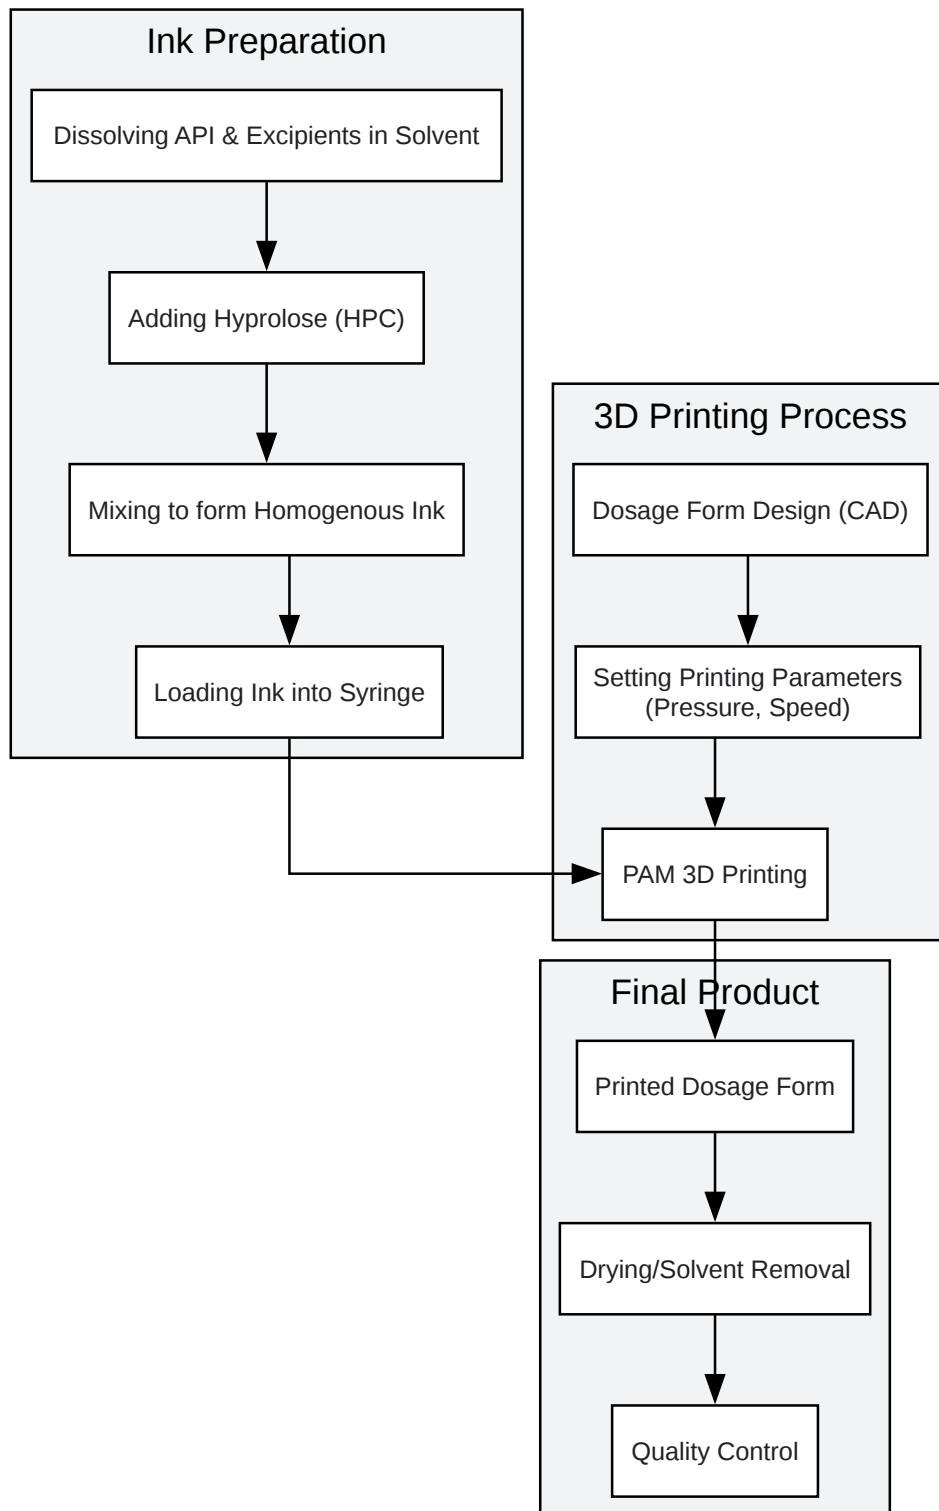 Ink Preparation
Dissolving API & Excipients in Solvent
Adding Hyprolose (HPC)
Mixing to form Homogenous Ink
Loading Ink into Syringe
3D Printing Process
Dosage Form Design (CAD)
Setting Printing Parameters
(Pressure, Speed)
PAM 3D Printing
Final Product
Printed Dosage Form
Drying/Solvent Removal
Quality Control